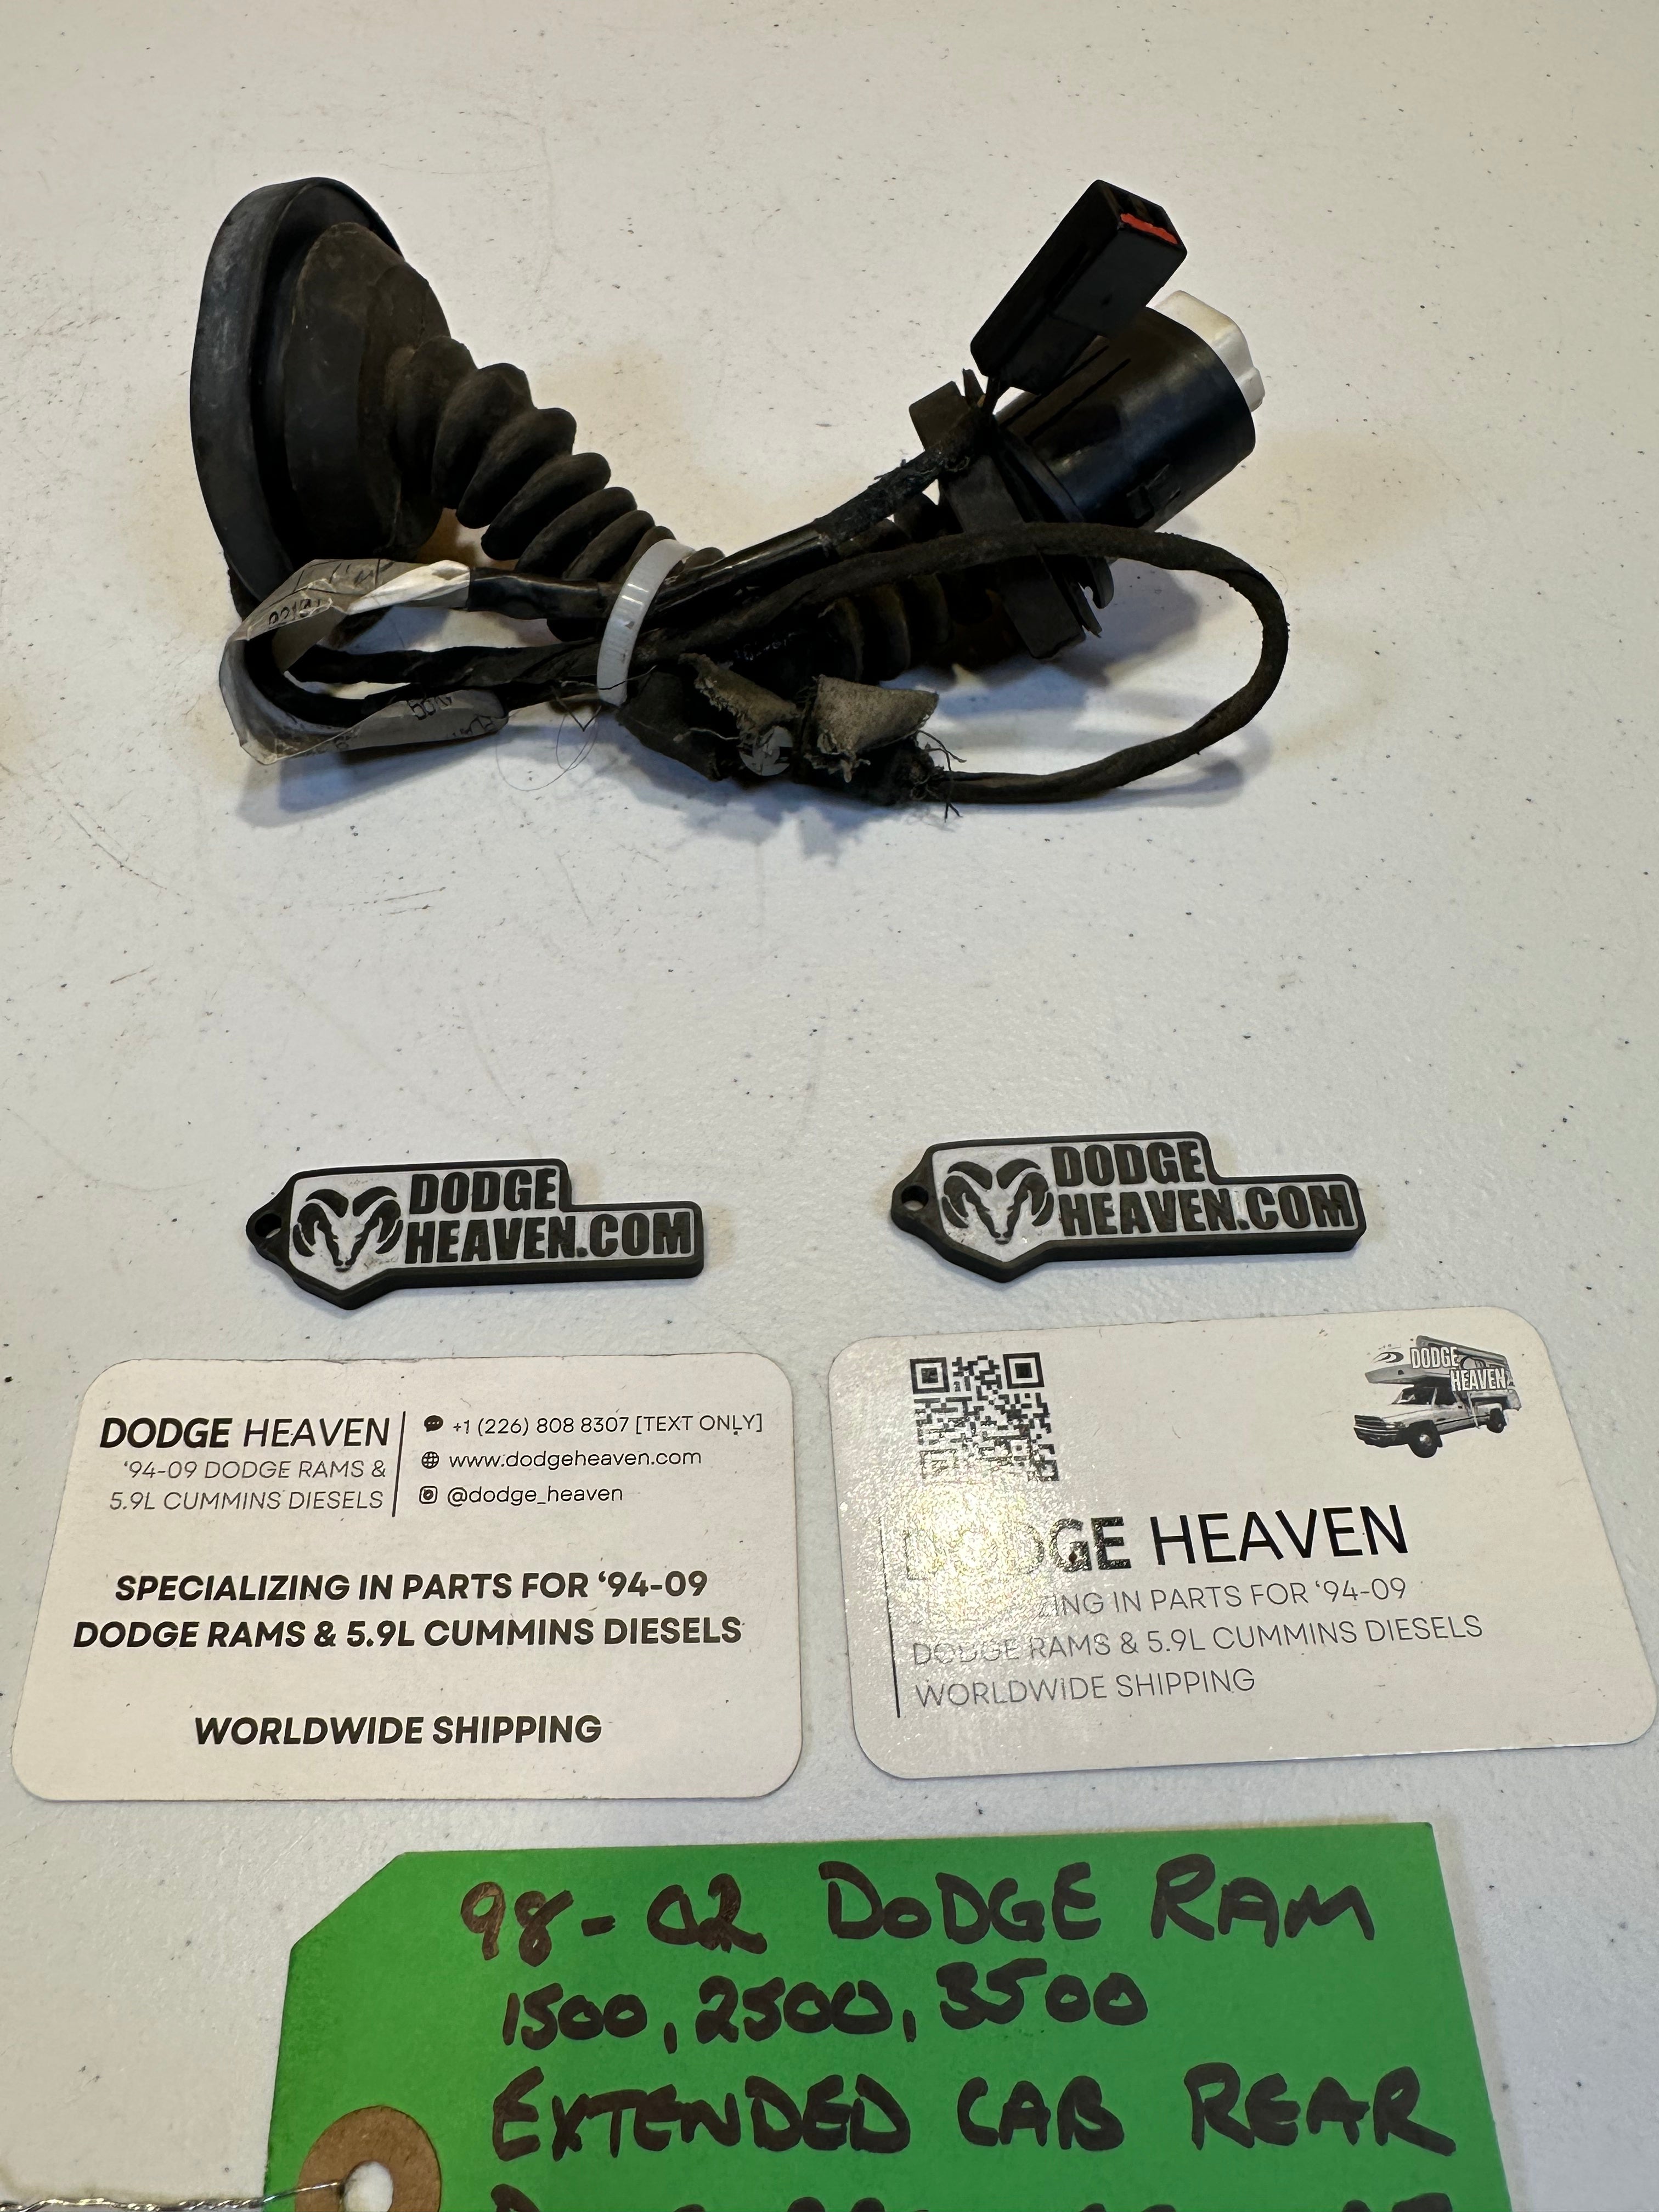 DODGE
HEAVEN.COM
DODGE
HEAVEN.COM
DODGE HEAVEN
'94-09 DODGE RAMS &
5.9L CUMMINS DIESELS
+1 (226) 808 8307 [TEXT ONLY]
www.dodgeheaven.com
@dodge_heaven
SPECIALIZING IN PARTS FOR '94-09
DODGE RAMS & 5.9L CUMMINS DIESELS
WORLDWIDE SHIPPING
DODGE
HEAVEN
DODGE HEAVEN
IN PARTS FOR '94-09
DODGE RAMS & 5.9L CUMMINS DIESELS
WORLDWIDE SHIPPING
98-02 DODGE RAM
1500, 2500, 3500
EXTENDED CAB REAR